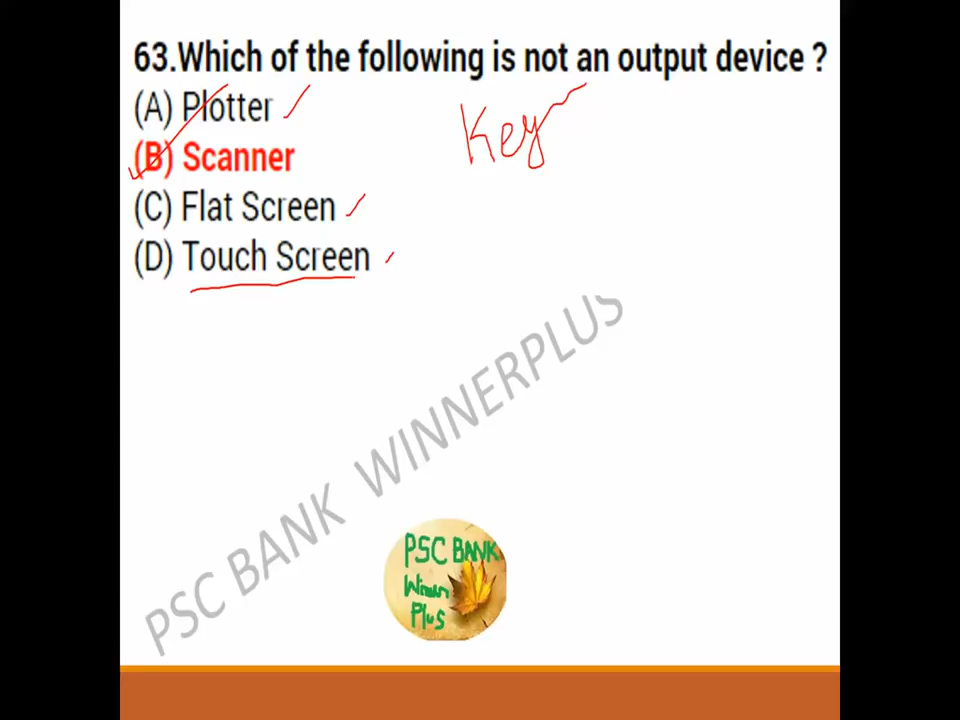 63.Which of the following is not an output device ?
(A) Plotter
Key
(B) Scanner
(C) Flat Screen
(D) Touch Screen
PSC BANK WINNERPLUS
PSC BANK
Winner
Plus